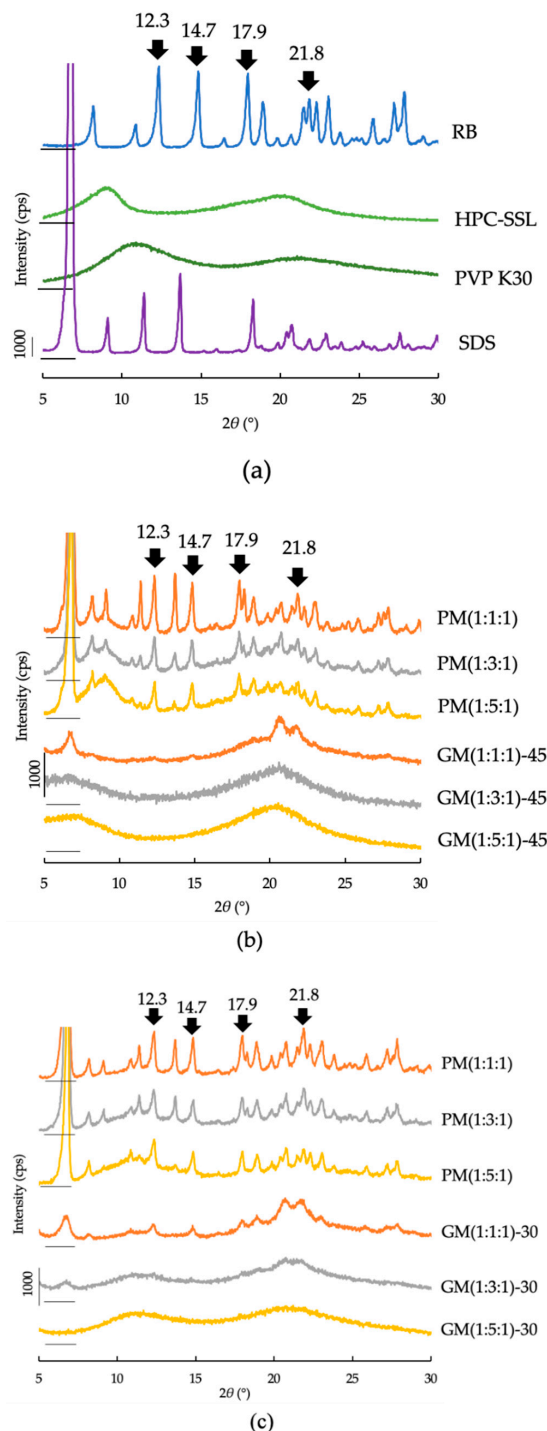 12.3
14.7
17.9
21.8
RB
HPC-SSL
PVP K30
SDS
Intensity (cps)
1000
5 10 15 20 25 30
2θ (°)
(a)
12.3
14.7
17.9
21.8
PM(1:1:1)
PM(1:3:1)
PM(1:5:1)
GM(1:1:1)-45
GM(1:3:1)-45
GM(1:5:1)-45
Intensity (cps)
1000
5 10 15 20 25 30
2θ (°)
(b)
12.3
14.7
17.9
21.8
PM(1:1:1)
PM(1:3:1)
PM(1:5:1)
GM(1:1:1)-30
GM(1:3:1)-30
GM(1:5:1)-30
Intensity (cps)
1000
5 10 15 20 25 30
2θ (°)
(c)